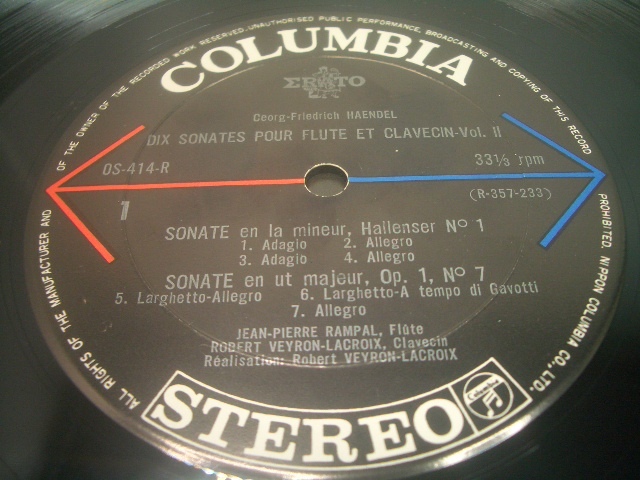 ALL RIGHTS OF THE MANUFACTURER AND OF THE OWNER OF THE RECORDED WORK RESERVED. UNAUTHORISED PUBLIC PERFORMANCE, BROADCASTING AND COPYING OF THIS RECORD PROHIBITED. NIPPON COLUMBIA CO., LTD.
COLUMBIA
ΣRATO
Georg-Friedrich HAENDEL
DIX SONATES POUR FLUTE ET CLAVECIN-Vol. II
OS-414-R
33⅓ rpm
1
(R-357-233)
SONATE en la mineur, Hallenser Nº 1
1. Adagio 2. Allegro
3. Adagio 4. Allegro
SONATE en ut majeur, Op. 1, Nº 7
5. Larghetto-Allegro 6. Larghetto-A tempo di Gavotti
7. Allegro
JEAN-PIERRE RAMPAL, Flûte
ROBERT VEYRON-LACROIX, Clavecin
Réalisation: Robert VEYRON-LACROIX
STEREO